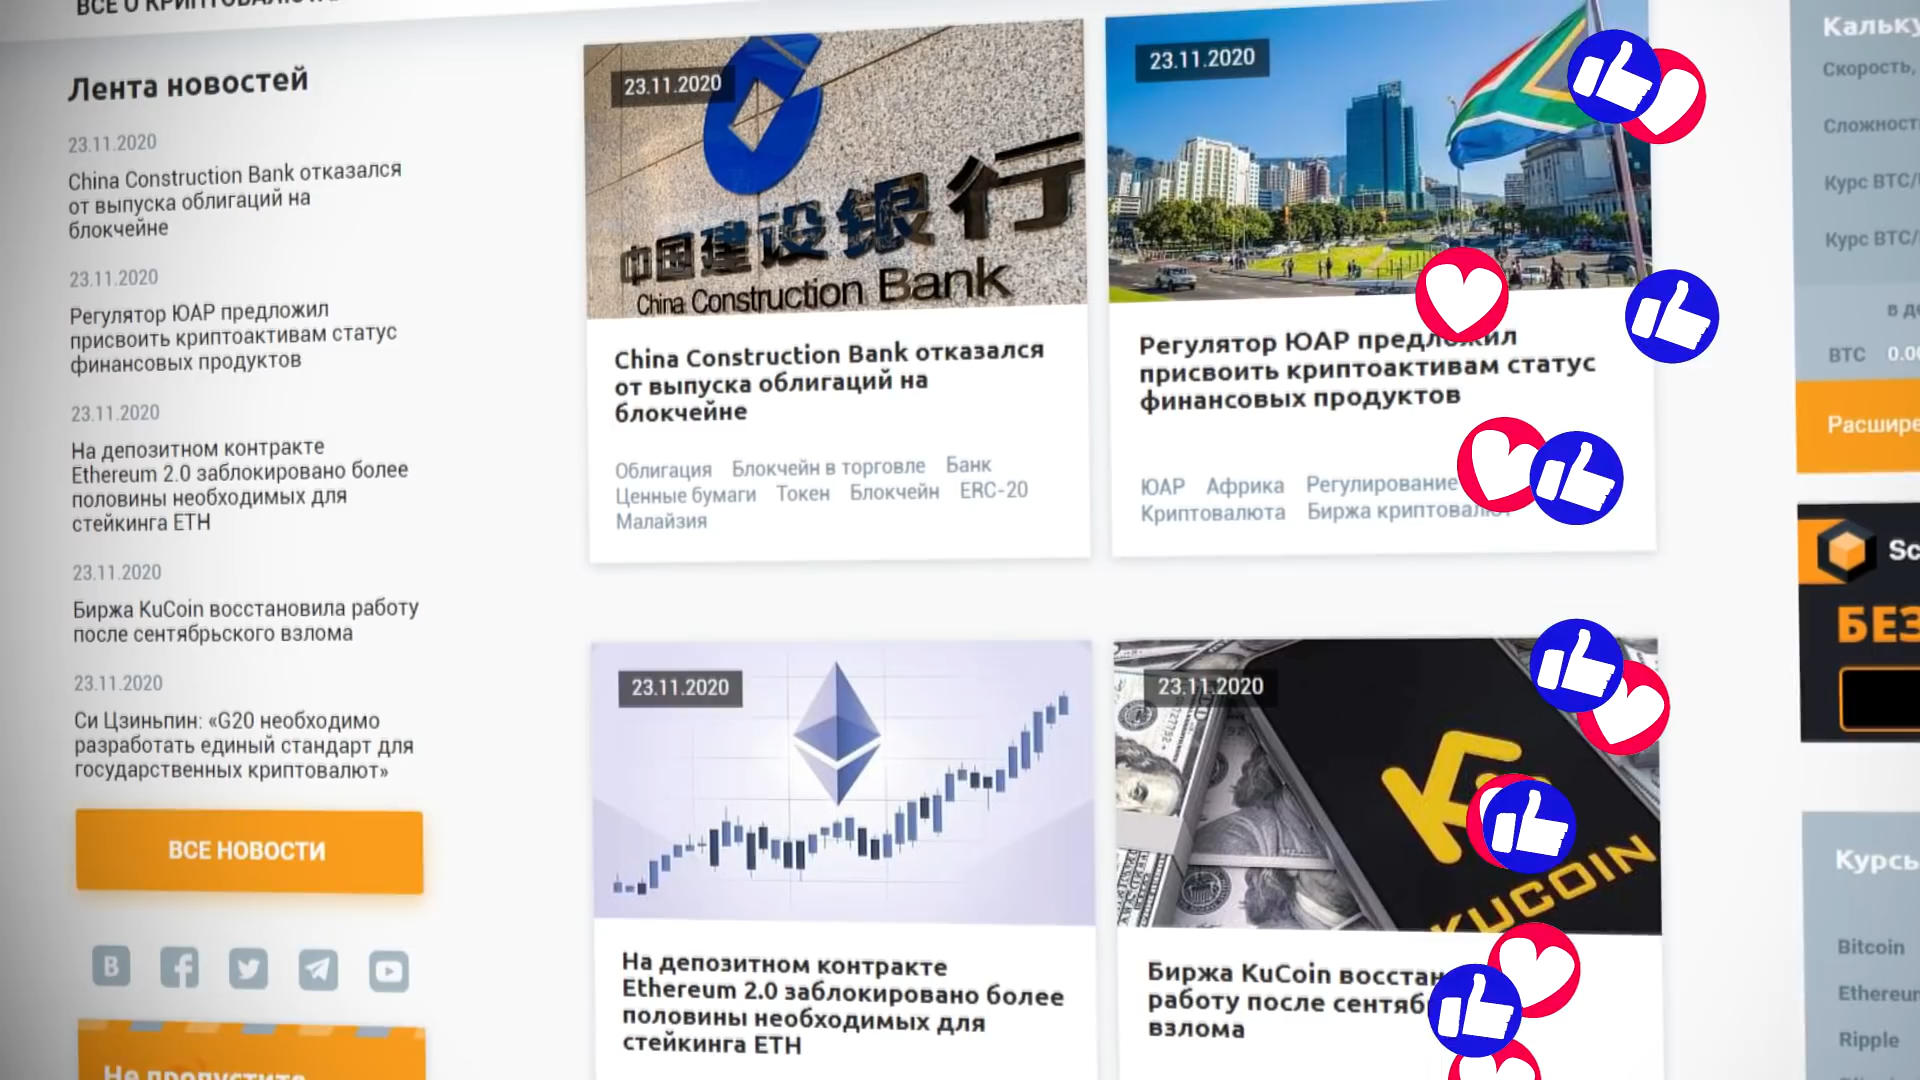 ВСЕ О
Лента новостей
23.11.2020
China Construction Bank отказался
от выпуска облигаций на
блокчейне
23.11.2020
Регулятор ЮАР предложил
присвоить криптоактивам статус
финансовых продуктов
23.11.2020
На депозитном контракте
Ethereum 2.0 заблокировано более
половины необходимых для
стейкинга ETH
23.11.2020
Биржа KuCoin восстановила работу
после сентябрьского взлома
23.11.2020
Си Цзиньпин: «G20 необходимо
разработать единый стандарт для
государственных криптовалют»
ВСЕ НОВОСТИ
Не пропустите
23.11.2020
中国建设银行
China Construction Bank
China Construction Bank отказался
от выпуска облигаций на
блокчейне
Облигация Блокчейн в торговле Банк
Ценные бумаги Токен Блокчейн ERC-20
Малайзия
23.11.2020
Регулятор ЮАР
присвоить криптоактивам статус
финансовых продуктов
ЮАР Африка Регулирование
Криптовалюта Биржа
23.11.2020
На депозитном контракте
Ethereum 2.0 заблокировано более
половины необходимых для
стейкинга ETH
23.11.2020
KUCOIN
Биржа KuCoin
работу после
взлома
Скорость,
Курс BTC/
Курс BTC/
в
BTC 0.0
Bitcoin
Ripple